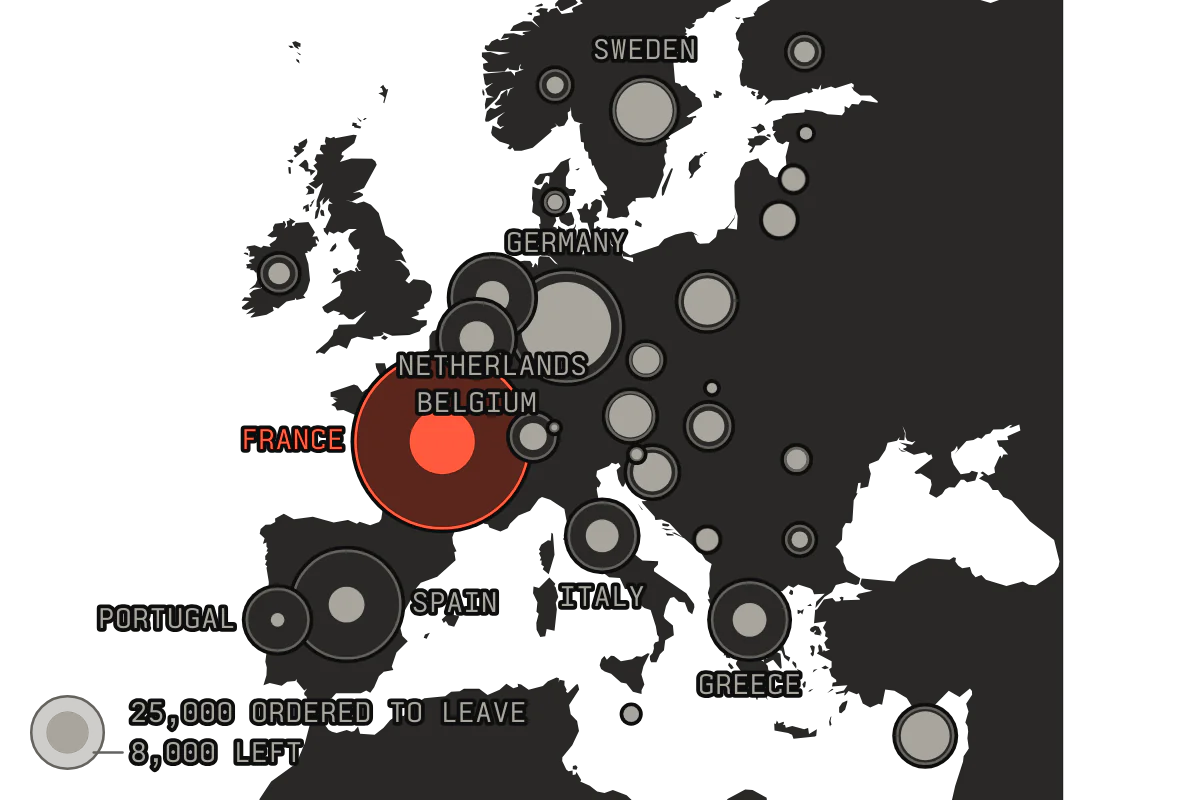 SWEDEN
GERMANY
NETHERLANDS
BELGIUM
FRANCE
ITALY
SPAIN
PORTUGAL
GREECE
25,000 ORDERED TO LEAVE
8,000 LEFT